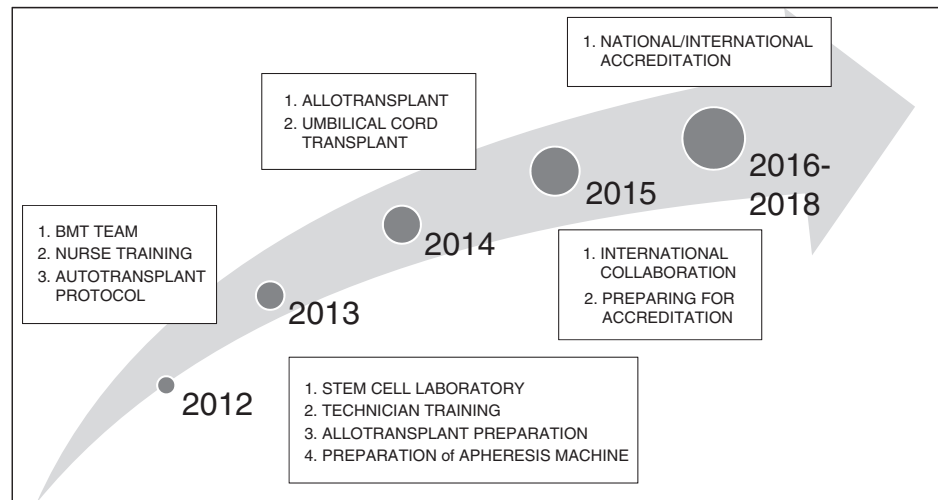 1. NATIONAL/INTERNATIONAL
ACCREDITATION
1. ALLOTRANSPLANT
2. UMBILICAL CORD
TRANSPLANT
2016-
2018
2015
1. BMT TEAM
2. NURSE TRAINING
3. AUTOTRANSPLANT
PROTOCOL
2014
1. INTERNATIONAL
COLLABORATION
2. PREPARING FOR
ACCREDITATION
2013
2012
1. STEM CELL LABORATORY
2. TECHNICIAN TRAINING
3. ALLOTRANSPLANT PREPARATION
4. PREPARATION of APHERESIS MACHINE